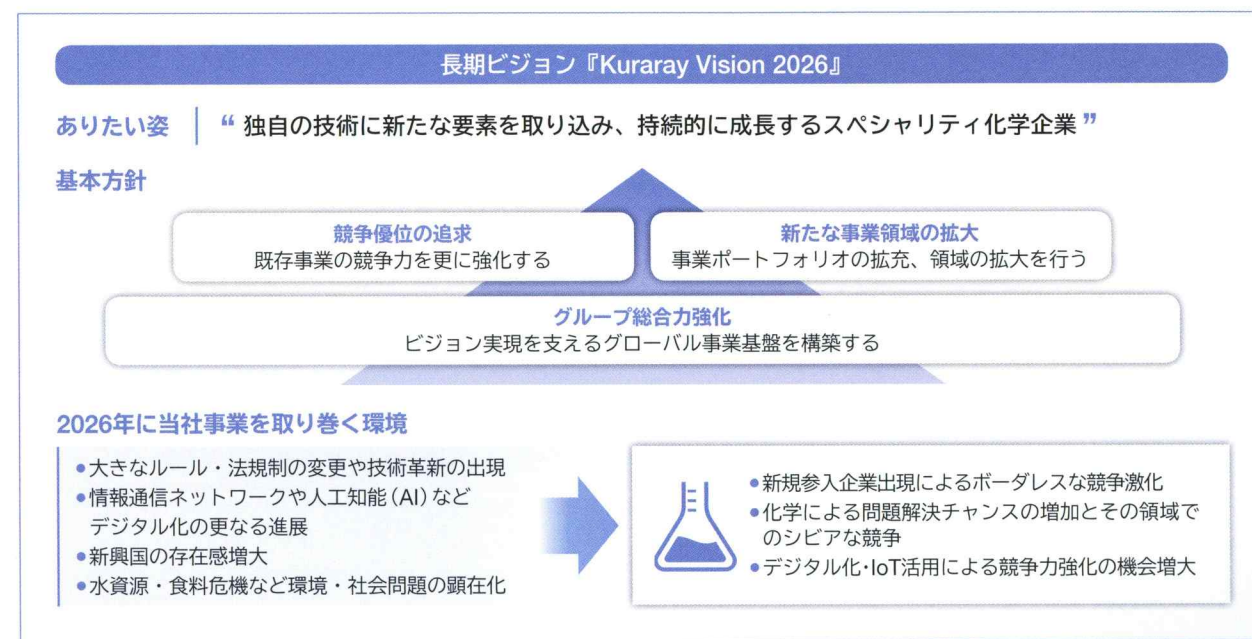 長期ビジョン『Kuraray Vision 2026』
ありたい姿
“ 独自の技術に新たな要素を取り込み、持続的に成長するスペシャリティ化学企業 ”
基本方針
競争優位の追求
既存事業の競争力を更に強化する
新たな事業領域の拡大
事業ポートフォリオの拡充、領域の拡大を行う
グループ総合力強化
ビジョン実現を支えるグローバル事業基盤を構築する
2026年に当社事業を取り巻く環境
●大きなルール・法規制の変更や技術革新の出現
●情報通信ネットワークや人工知能(AI)など
デジタル化の更なる進展
●新興国の存在感増大
●水資源・食料危機など環境・社会問題の顕在化
●新規参入企業出現によるボーダレスな競争激化
●化学による問題解決チャンスの増加とその領域で
のシビアな競争
●デジタル化・IoT活用による競争力強化の機会増大